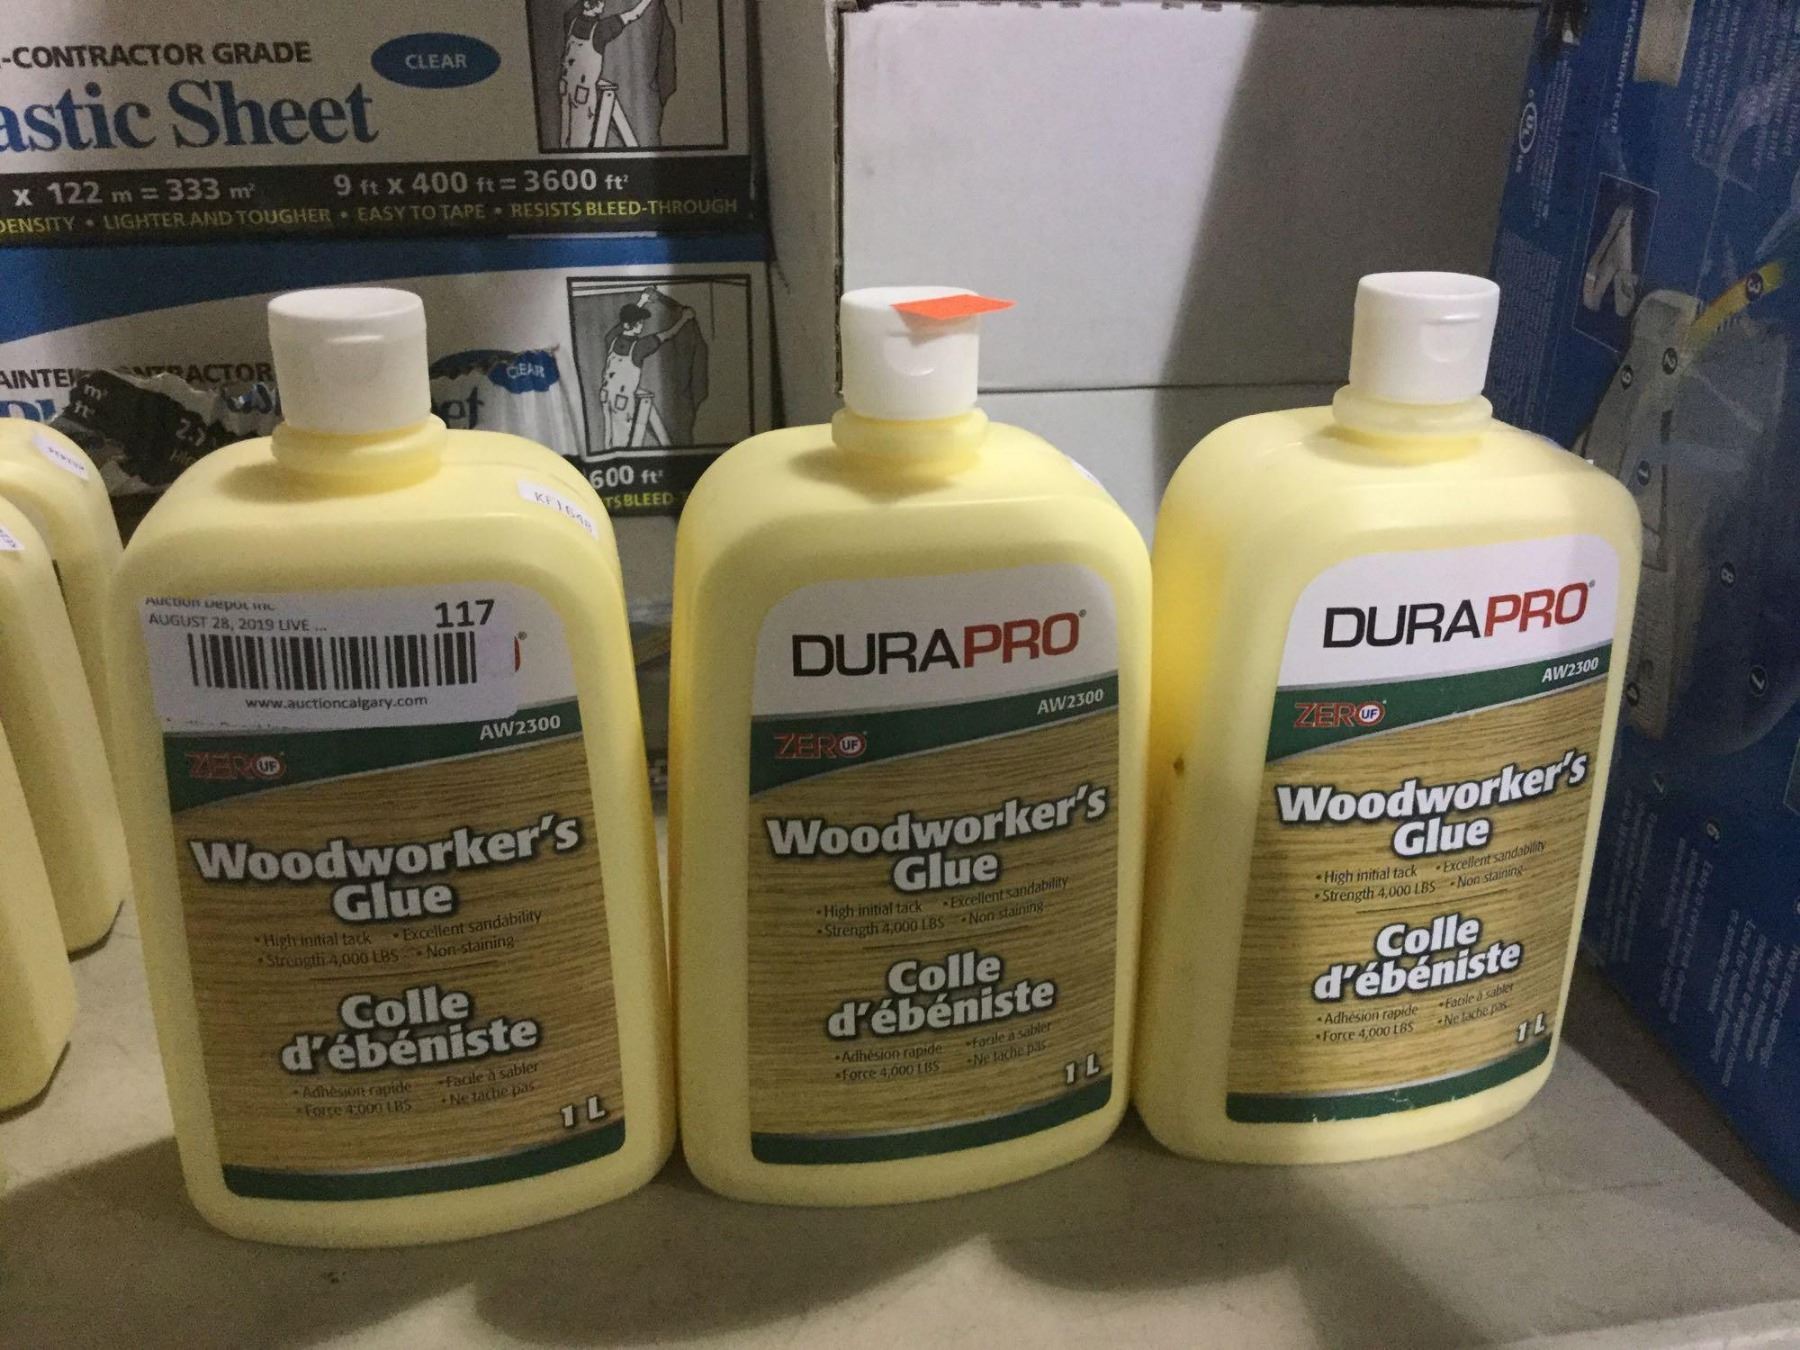 -CONTRACTOR GRADE
CLEAR
astic Sheet
x 122 m = 333 m²
9 ft x 400 ft = 3600 ft²
DENSITY • LIGHTER AND TOUGHER • EASY TO TAPE • RESISTS BLEED-THROUGH
CLEAR
600 ft²
KF1648
Auction Depot Inc.
117
AUGUST 28, 2019 LIVE ...
www.auctioncalgary.com
AW2300
ZERO UF
Woodworker's
Glue
• High initial tack • Excellent sandability
• Strength 4,000 LBS • Non-staining
Colle
d'ébéniste
• Adhésion rapide • Facile à sabler
• Force 4,000 LBS • Ne tache pas
1 L
DURAPRO®
AW2300
ZERO UF
Woodworker's
Glue
• High initial tack • Excellent sandability
• Strength 4,000 LBS • Non staining
Colle
d'ébéniste
• Adhésion rapide • Facile à sabler
• Force 4,000 LBS • Ne tache pas
1 L
DURAPRO®
AW2300
ZERO UF
Woodworker's
Glue
• High initial tack • Excellent sandability
• Strength 4,000 LBS • Non staining
Colle
d'ébéniste
• Adhésion rapide • Facile à sabler
• Force 4,000 LBS • Ne tache pas
1 L